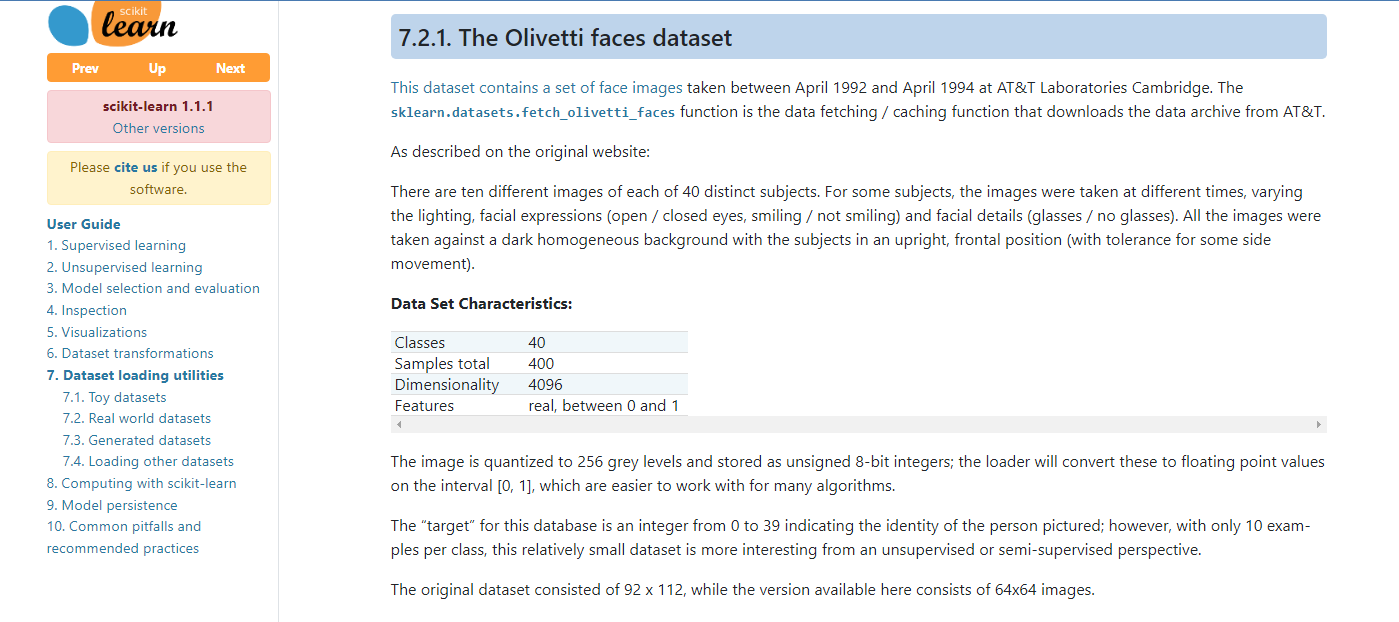 scikit
learn
Prev Up Next
scikit-learn 1.1.1
Other versions
Please cite us if you use the
software.
User Guide
1. Supervised learning
2. Unsupervised learning
3. Model selection and evaluation
4. Inspection
5. Visualizations
6. Dataset transformations
7. Dataset loading utilities
7.1. Toy datasets
7.2. Real world datasets
7.3. Generated datasets
7.4. Loading other datasets
8. Computing with scikit-learn
9. Model persistence
10. Common pitfalls and
recommended practices
7.2.1. The Olivetti faces dataset
This dataset contains a set of face images taken between April 1992 and April 1994 at AT&T Laboratories Cambridge. The
sklearn.datasets.fetch_olivetti_faces function is the data fetching / caching function that downloads the data archive from AT&T.
As described on the original website:
There are ten different images of each of 40 distinct subjects. For some subjects, the images were taken at different times, varying
the lighting, facial expressions (open / closed eyes, smiling / not smiling) and facial details (glasses / no glasses). All the images were
taken against a dark homogeneous background with the subjects in an upright, frontal position (with tolerance for some side
movement).
Data Set Characteristics:
Classes 40
Samples total 400
Dimensionality 4096
Features real, between 0 and 1
The image is quantized to 256 grey levels and stored as unsigned 8-bit integers; the loader will convert these to floating point values
on the interval [0, 1], which are easier to work with for many algorithms.
The “target” for this database is an integer from 0 to 39 indicating the identity of the person pictured; however, with only 10 exam-
ples per class, this relatively small dataset is more interesting from an unsupervised or semi-supervised perspective.
The original dataset consisted of 92 x 112, while the version available here consists of 64x64 images.